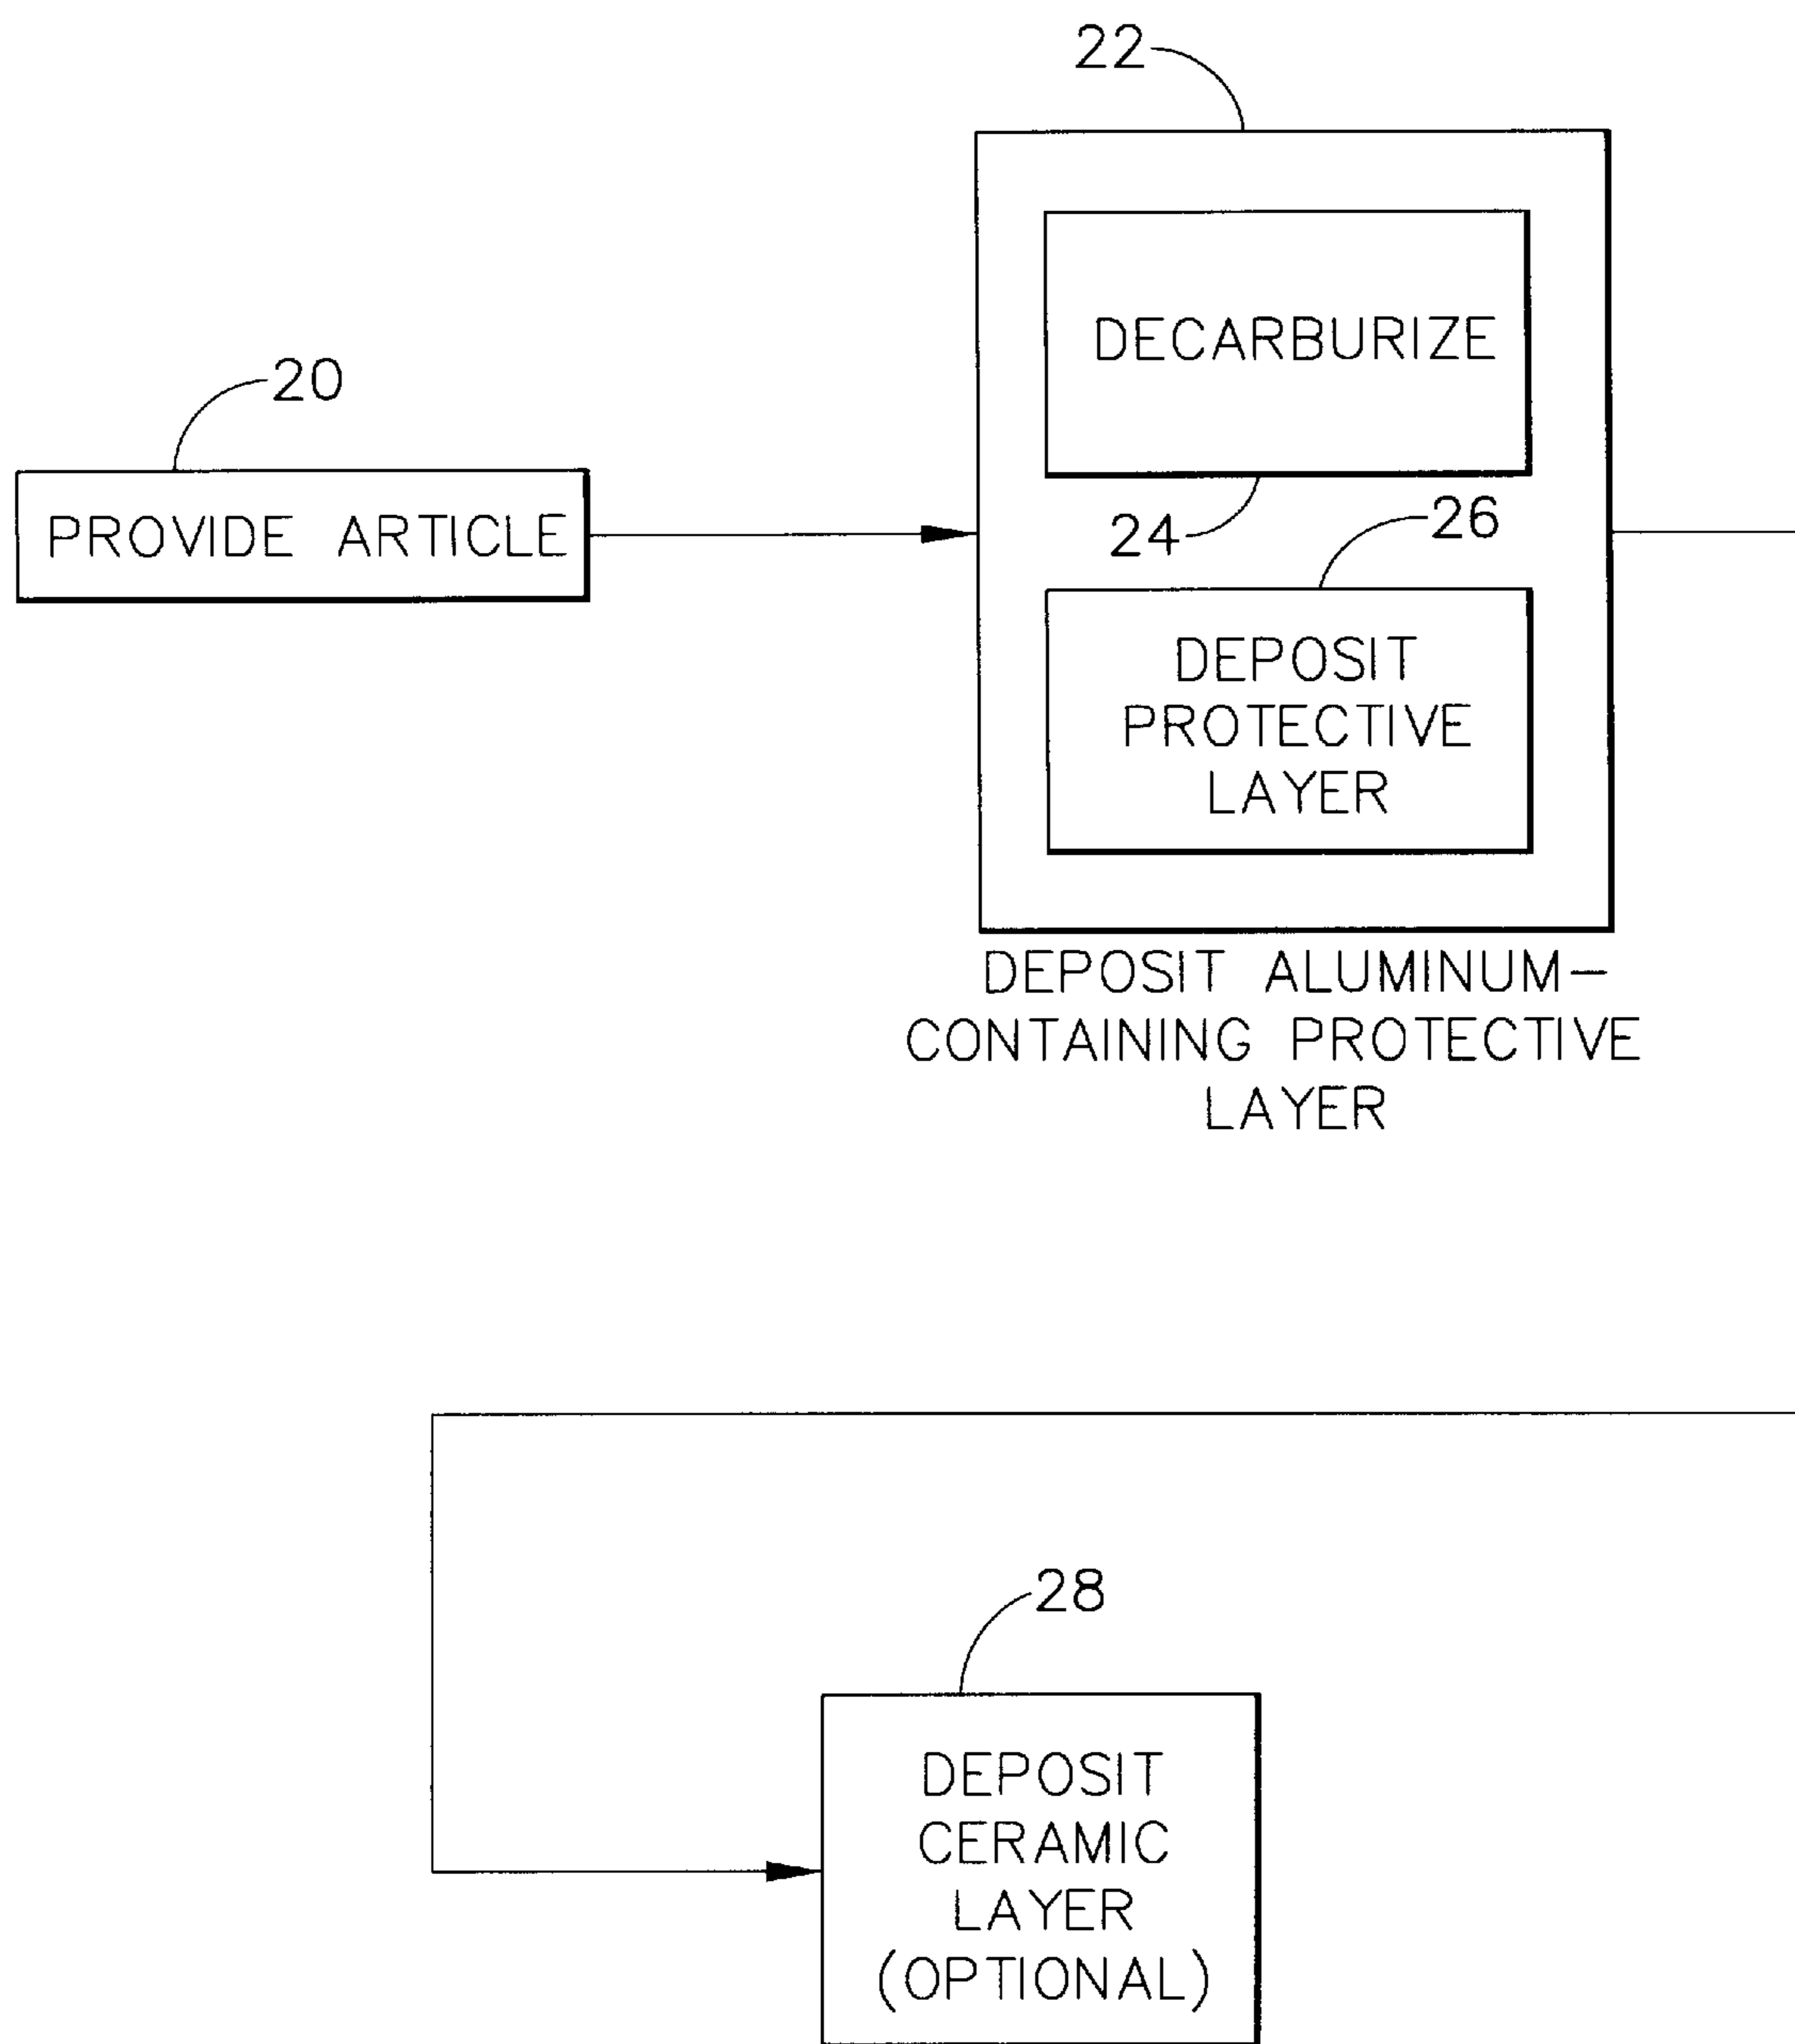 22
DECARBURIZE
20
PROVIDE ARTICLE
24
26
DEPOSIT
PROTECTIVE
LAYER
DEPOSIT ALUMINUM–
CONTAINING PROTECTIVE
LAYER
28
DEPOSIT
CERAMIC
LAYER
(OPTIONAL)